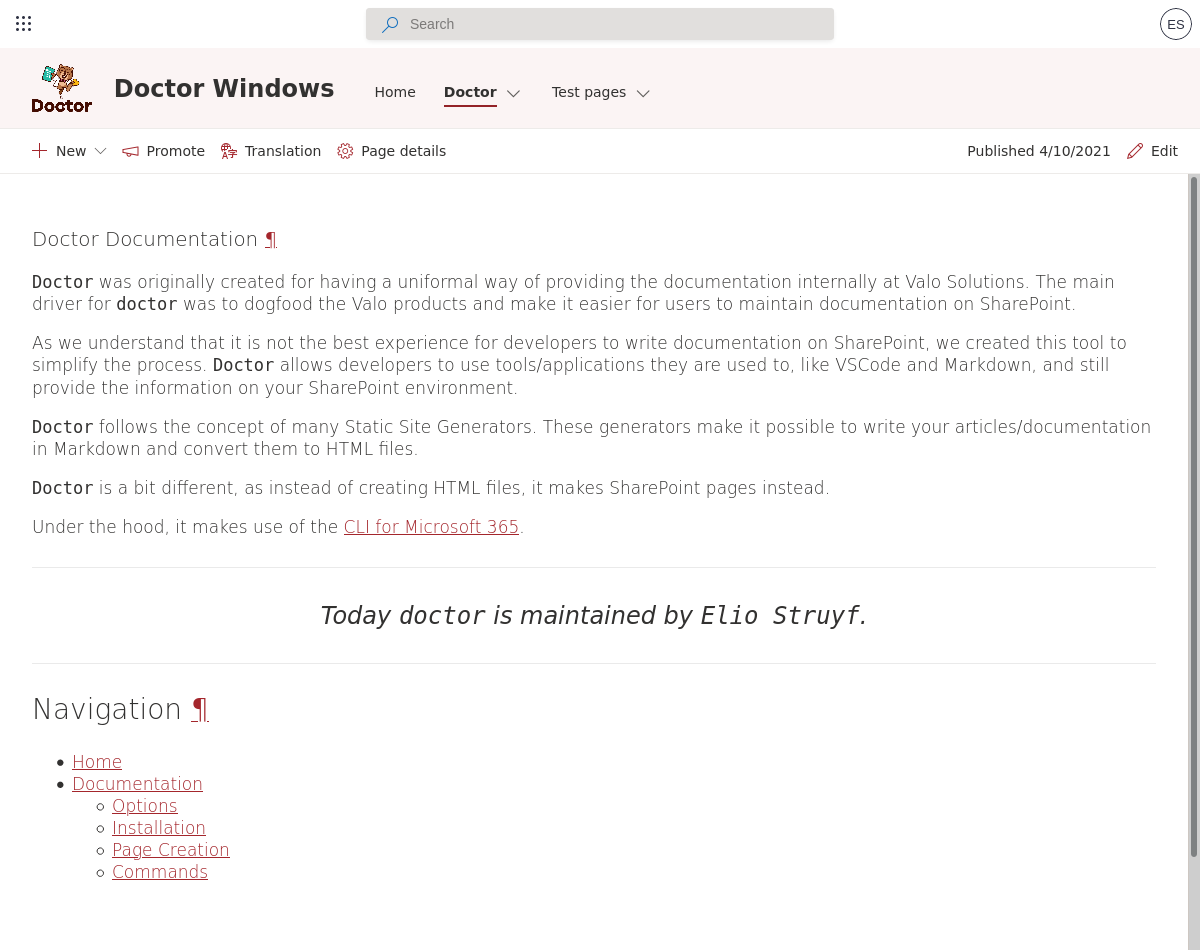 Search
ES
Doctor
Doctor Windows
Home
Doctor
Test pages
New
Promote
Translation
Page details
Published 4/10/2021
Edit
Doctor Documentation ¶
Doctor was originally created for having a uniformal way of providing the documentation internally at Valo Solutions. The main
driver for doctor was to dogfood the Valo products and make it easier for users to maintain documentation on SharePoint.
As we understand that it is not the best experience for developers to write documentation on SharePoint, we created this tool to
simplify the process. Doctor allows developers to use tools/applications they are used to, like VSCode and Markdown, and still
provide the information on your SharePoint environment.
Doctor follows the concept of many Static Site Generators. These generators make it possible to write your articles/documentation
in Markdown and convert them to HTML files.
Doctor is a bit different, as instead of creating HTML files, it makes SharePoint pages instead.
Under the hood, it makes use of the CLI for Microsoft 365.
Today doctor is maintained by Elio Struyf.
Navigation ¶
Home
Documentation
Options
Installation
Page Creation
Commands